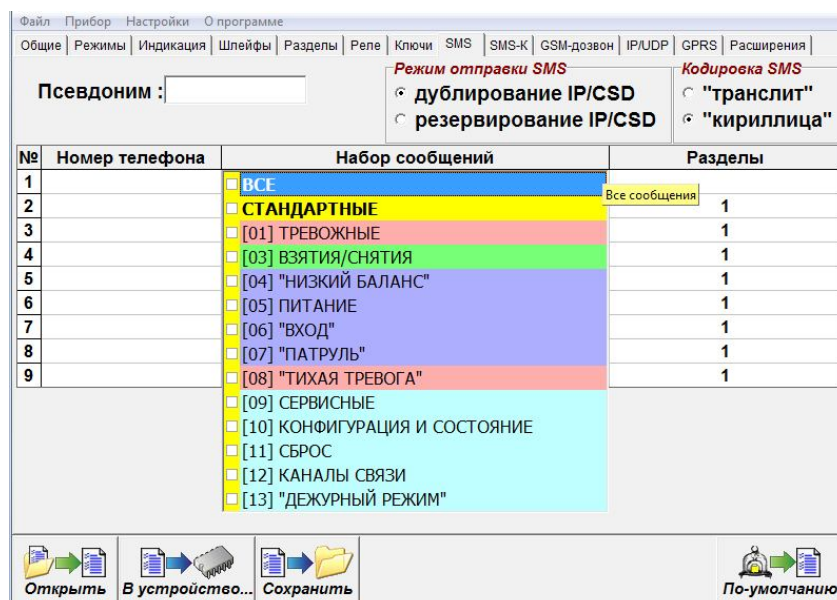 Файл Прибор Настройки О программе
Общие Режимы Индикация Шлейфы Разделы Реле Ключи SMS SMS-K GSM-дозвон IP/UDP GPRS Расширения
Псевдоним :
Режим отправки SMS
дублирование IP/CSD
резервирование IP/CSD
Кодировка SMS
"транслит"
"кириллица"
№ Номер телефона Набор сообщений Разделы
1 ВСЕ
Все сообщения
2 СТАНДАРТНЫЕ 1
3 [01] ТРЕВОЖНЫЕ 1
4 [03] ВЗЯТИЯ/СНЯТИЯ 1
5 [04] "НИЗКИЙ БАЛАНС" 1
6 [05] ПИТАНИЕ 1
7 [06] "ВХОД" 1
8 [07] "ПАТРУЛЬ" 1
9 [08] "ТИХАЯ ТРЕВОГА" 1
[09] СЕРВИСНЫЕ
[10] КОНФИГУРАЦИЯ И СОСТОЯНИЕ
[11] СБРОС
[12] КАНАЛЫ СВЯЗИ
[13] "ДЕЖУРНЫЙ РЕЖИМ"
Открыть В устройство... Сохранить По-умолчанию